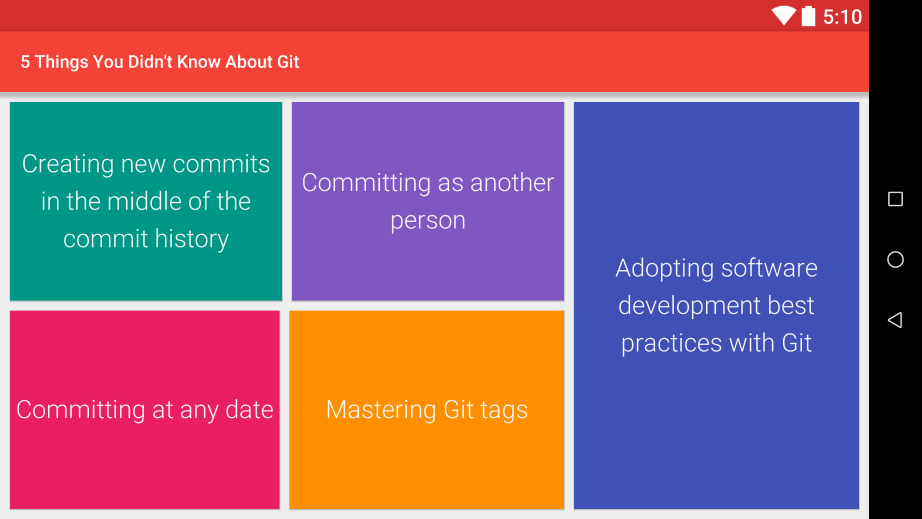 5:10
5 Things You Didn't Know About Git
Creating new commits
in the middle of the
commit history
Committing as another
person
Adopting software
development best
practices with Git
Committing at any date
Mastering Git tags